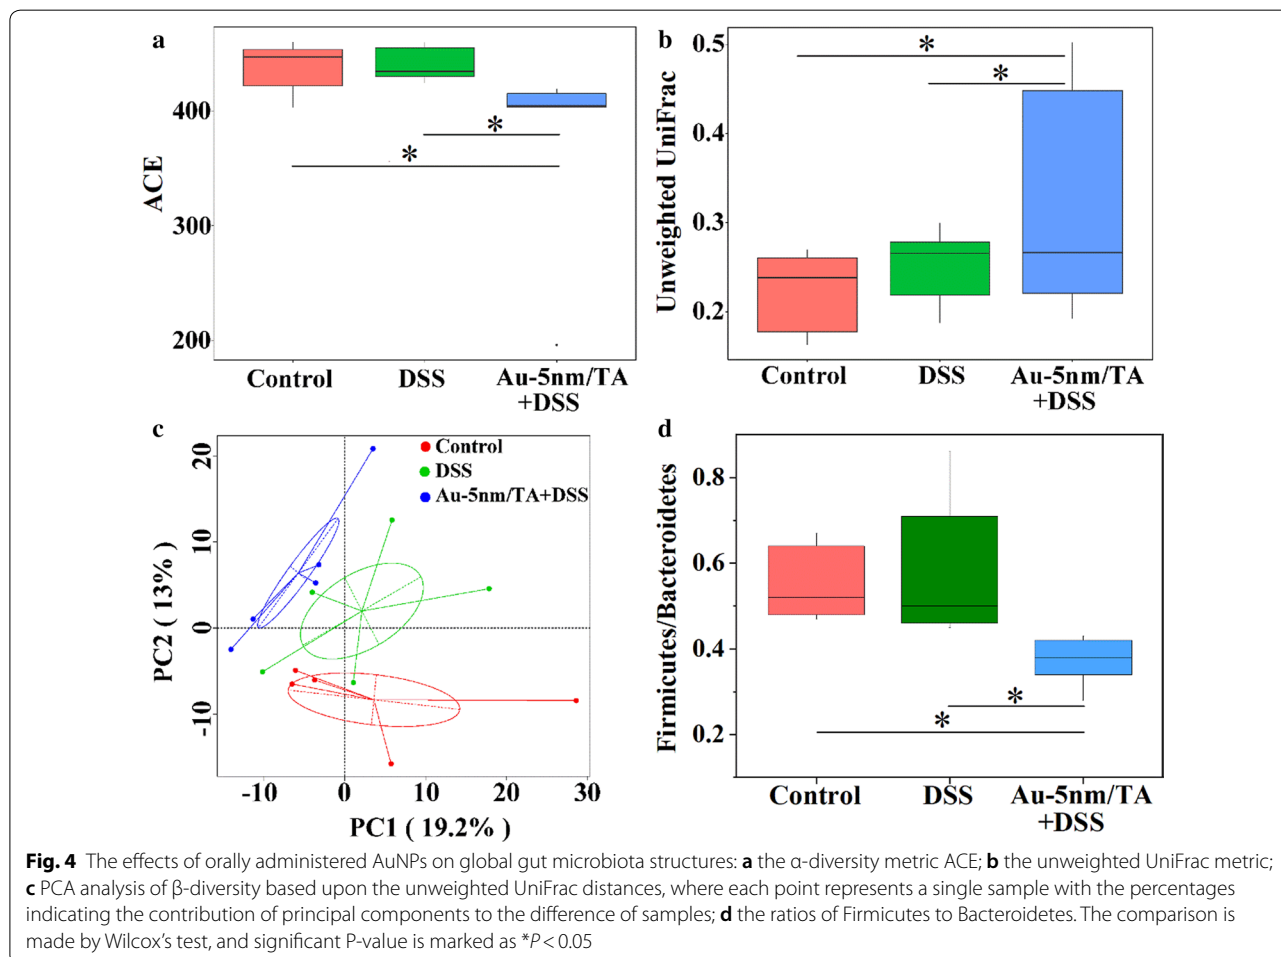 a
400
300
200
ACE
*
*
Control
DSS
Au-5nm/TA
+DSS
b
0.5
0.4
0.3
0.2
Unweighted UniFrac
*
*
Control
DSS
Au-5nm/TA
+DSS
c
20
10
0
-10
PC2 ( 13% )
Control
DSS
Au-5nm/TA+DSS
-10 0 10 20 30
PC1 ( 19.2% )
d
0.8
0.6
0.4
0.2
Firmicutes/Bacteroidetes
*
*
Control
DSS
Au-5nm/TA
+DSS
Fig. 4 The effects of orally administered AuNPs on global gut microbiota structures: a the α-diversity metric ACE; b the unweighted UniFrac metric;
c PCA analysis of β-diversity based upon the unweighted UniFrac distances, where each point represents a single sample with the percentages
indicating the contribution of principal components to the difference of samples; d the ratios of Firmicutes to Bacteroidetes. The comparison is
made by Wilcox's test, and significant P-value is marked as *P < 0.05